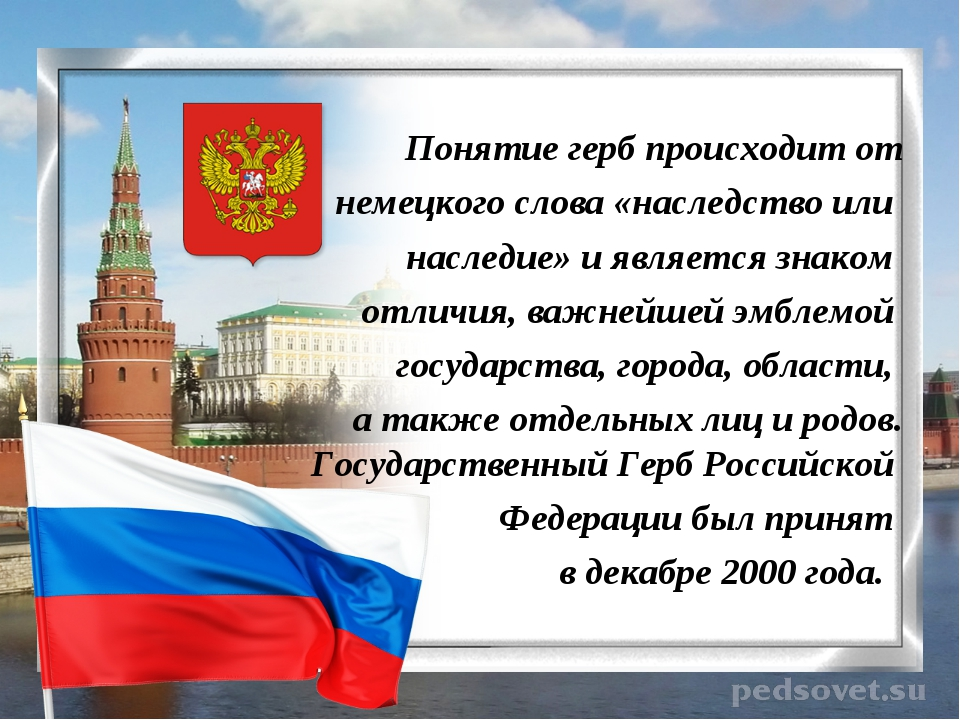 Понятие герб происходит от
немецкого слова «наследство или
наследие» и является знаком
отличия, важнейшей эмблемой
государства, города, области,
а также отдельных лиц и родов.
Государственный Герб Российской
Федерации был принят
в декабре 2000 года.
pedsovet.su